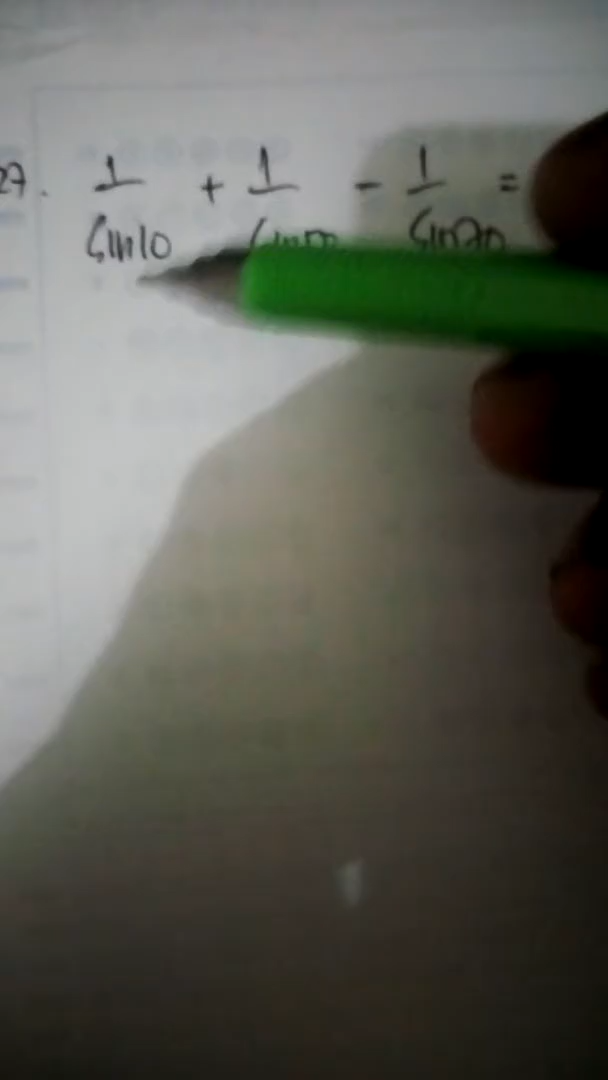 27. 1 + 1 - 1 =
sin10 sin70